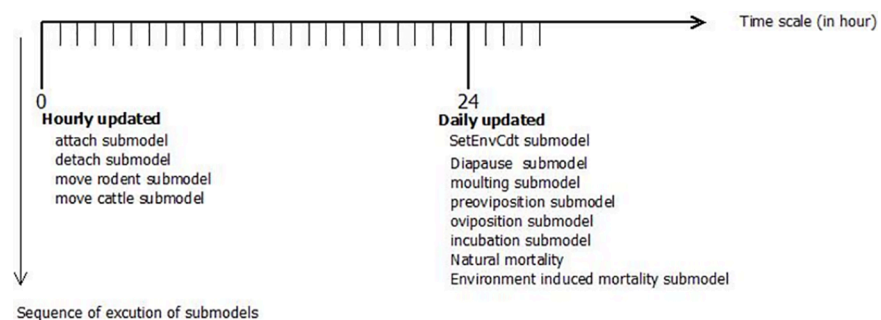 Time scale (in hour)
0
24
Hourly updated
attach submodel
detach submodel
move rodent submodel
move cattle submodel
Daily updated
SetEnvCdt submodel
Diapause submodel
moulting submodel
preoviposition submodel
oviposition submodel
incubation submodel
Natural mortality
Environment induced mortality submodel
Sequence of excution of submodels